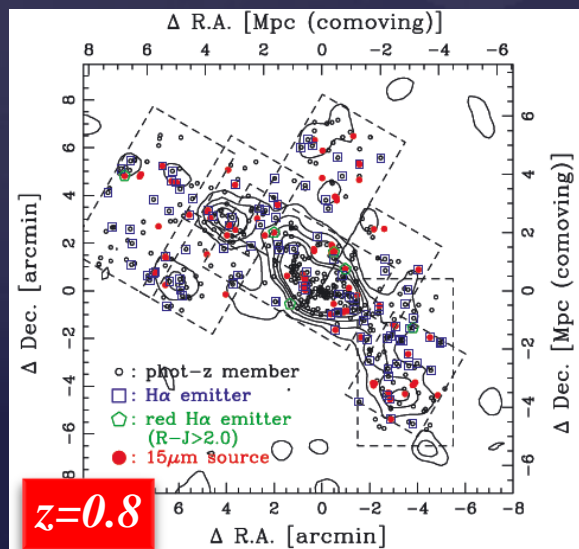 Δ R.A. [Mpc (comoving)]
8 6 4 2 0 −2 −4 −6
Δ Dec. [arcmin]
8
6
4
2
0
−2
−4
−6
6
4
2
0
−2
−4
−6
Δ Dec. [Mpc (comoving)]
: phot−z member
: Hα emitter
: red Hα emitter
(R−J>2.0)
: 15μm source
z=0.8
6 4 2 0 −2 −4 −6 −8
Δ R.A. [arcmin]